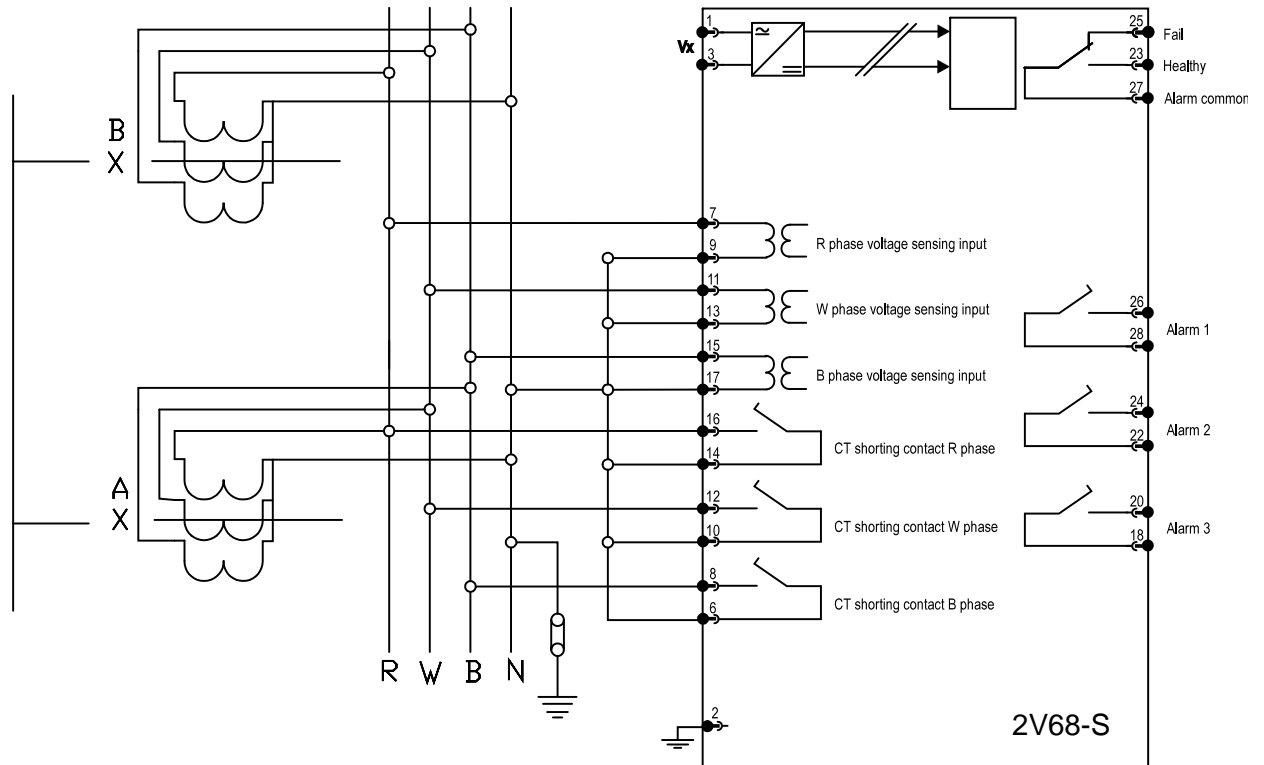 1
Vx
3
25
Fail
23
Healthy
27
Alarm common
B
X
7
R phase voltage sensing input
9
11
W phase voltage sensing input
13
15
B phase voltage sensing input
17
26
Alarm 1
28
16
CT shorting contact R phase
14
24
Alarm 2
22
A
X
12
CT shorting contact W phase
10
20
Alarm 3
18
8
CT shorting contact B phase
6
R W B N
2
2V68-S